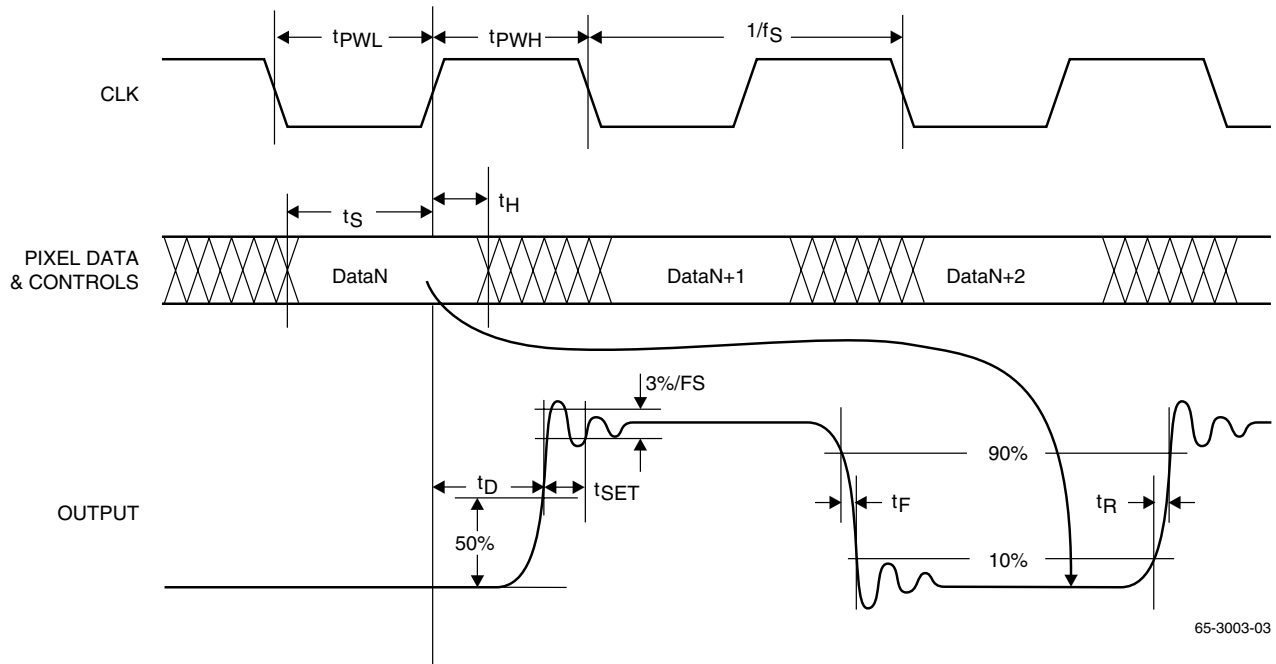 tPWL
tPWH
1/fS
CLK
tS
tH
PIXEL DATA
& CONTROLS
DataN
DataN+1
DataN+2
3%/FS
90%
tD
tSET
tF
tR
OUTPUT
50%
10%
65-3003-03